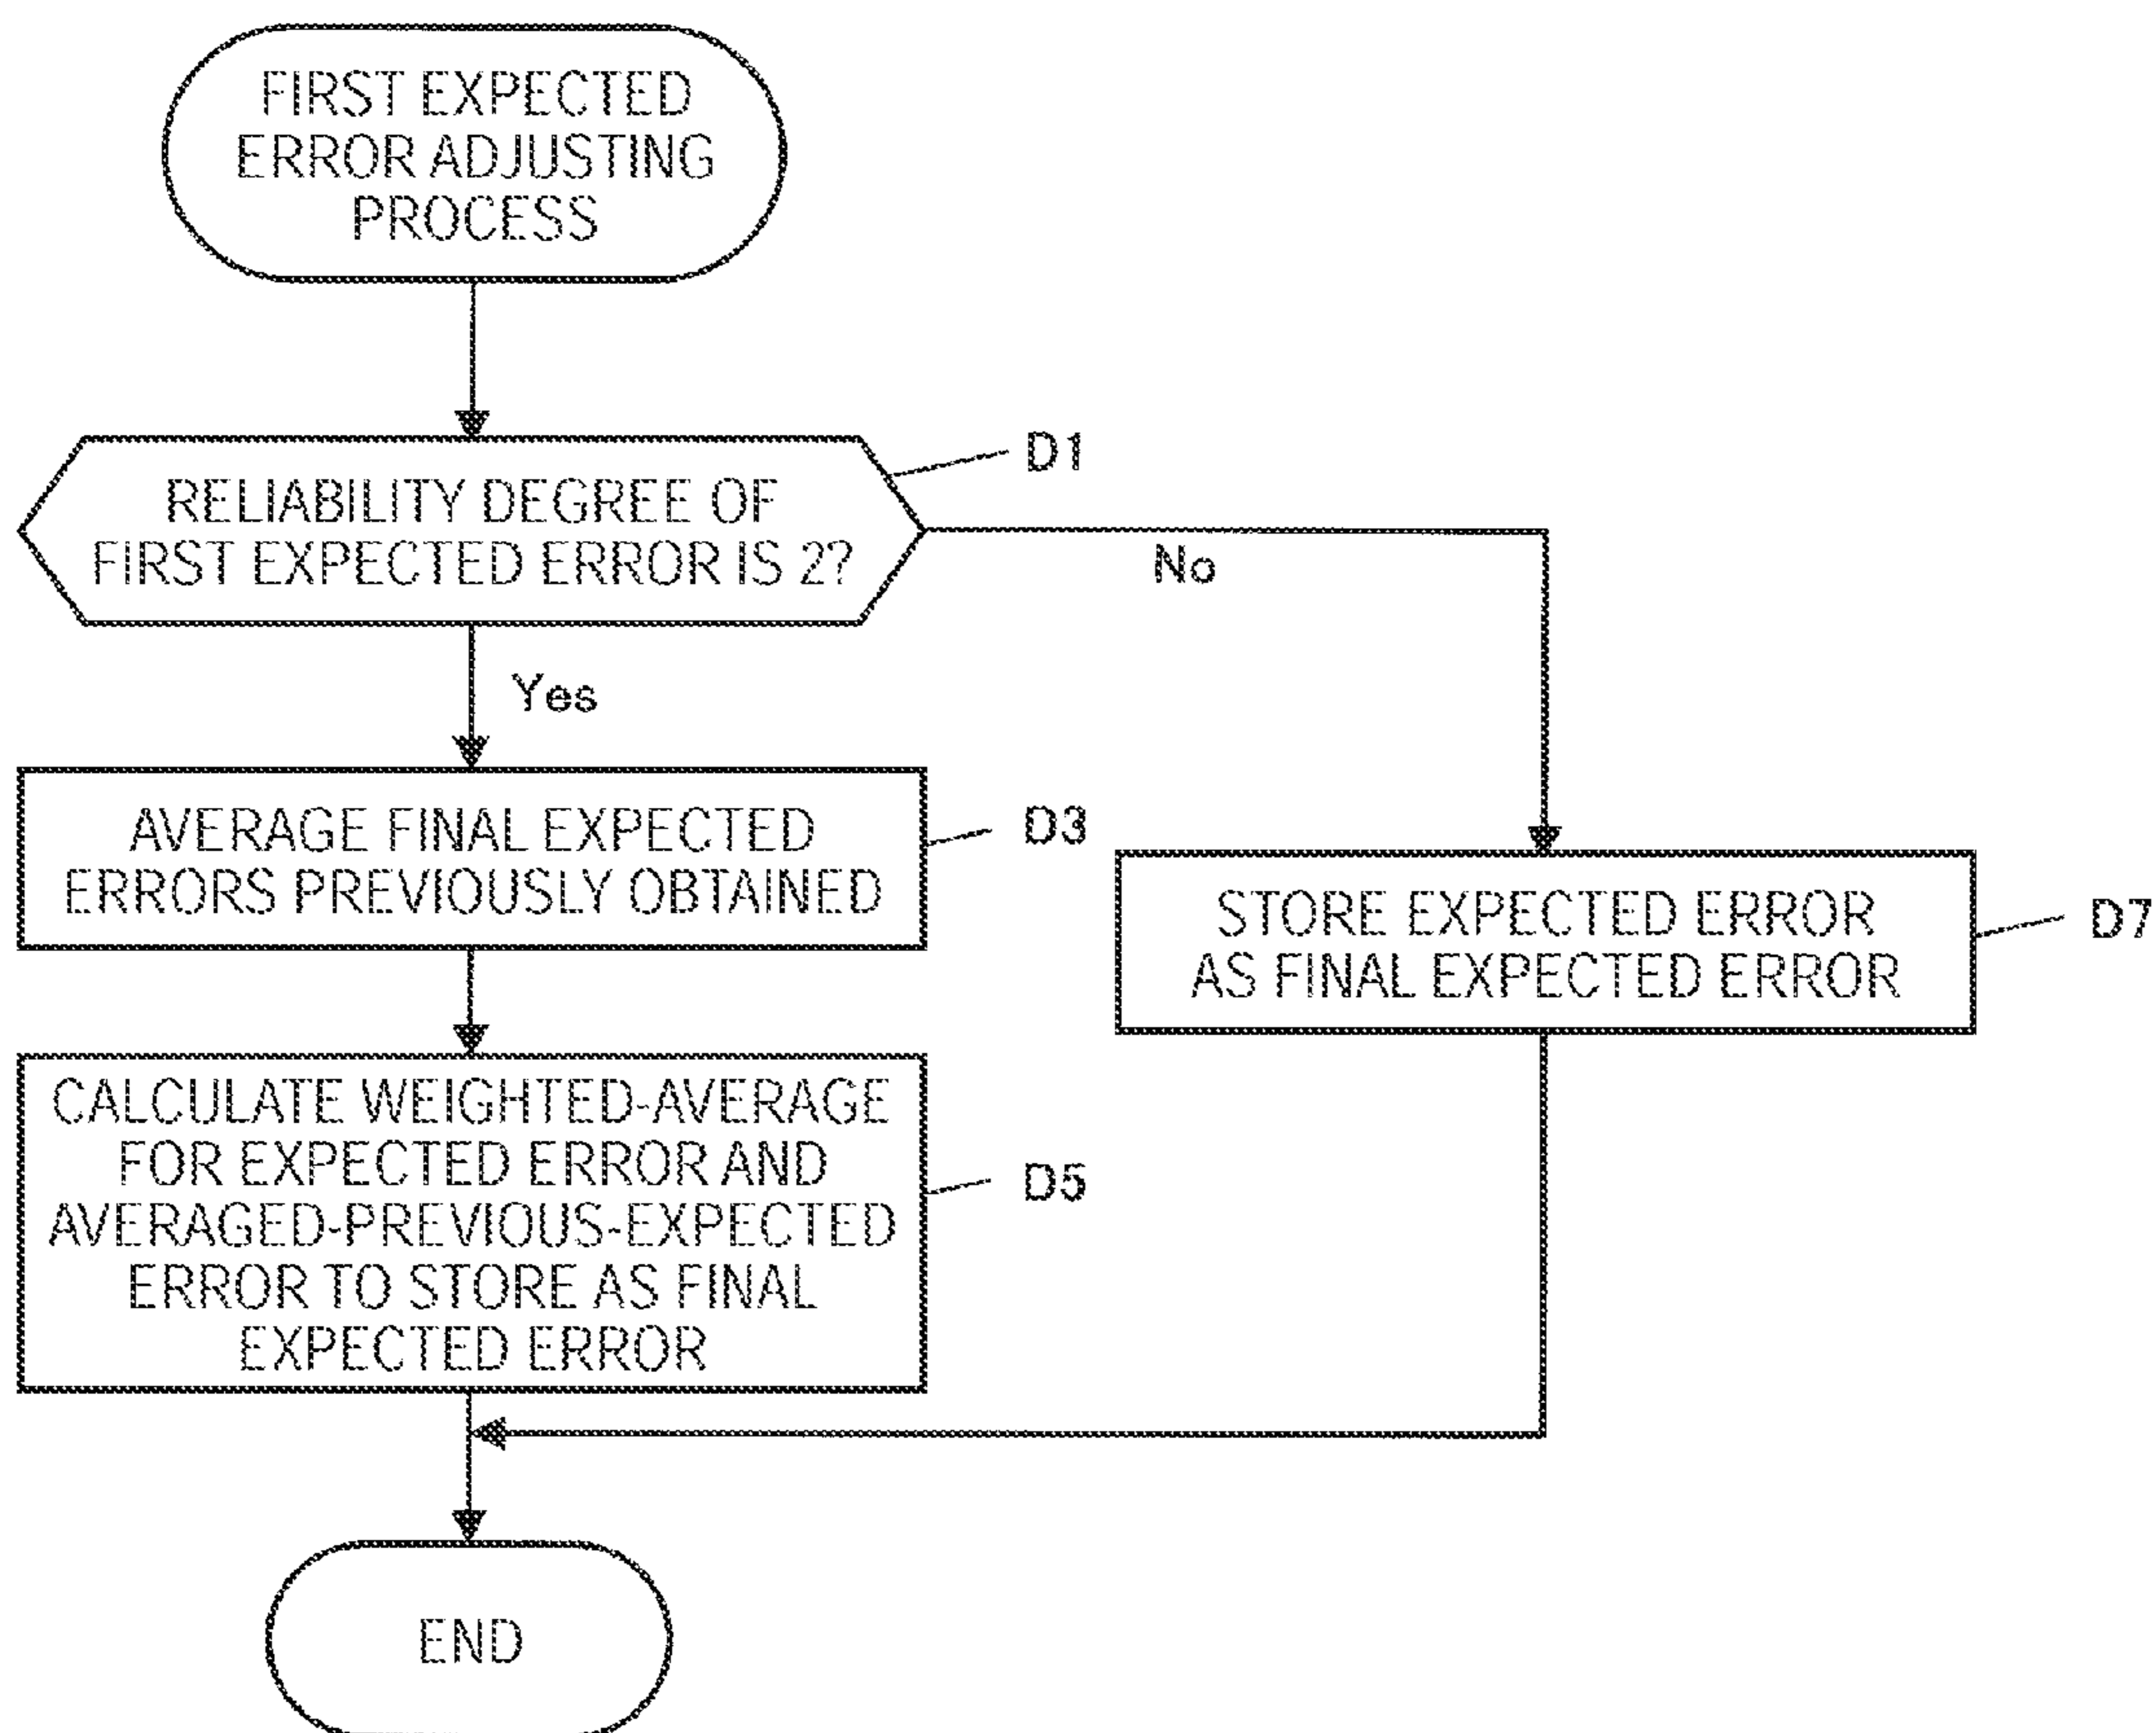 FIRST EXPECTED
ERROR ADJUSTING
PROCESS
D1
RELIABILITY DEGREE OF
FIRST EXPECTED ERROR IS 2?
No
Yes
AVERAGE FINAL EXPECTED
ERRORS PREVIOUSLY OBTAINED
D3
STORE EXPECTED ERROR
AS FINAL EXPECTED ERROR
D7
CALCULATE WEIGHTED-AVERAGE
FOR EXPECTED ERROR AND
AVERAGED-PREVIOUS-EXPECTED
ERROR TO STORE AS FINAL
EXPECTED ERROR
D5
END